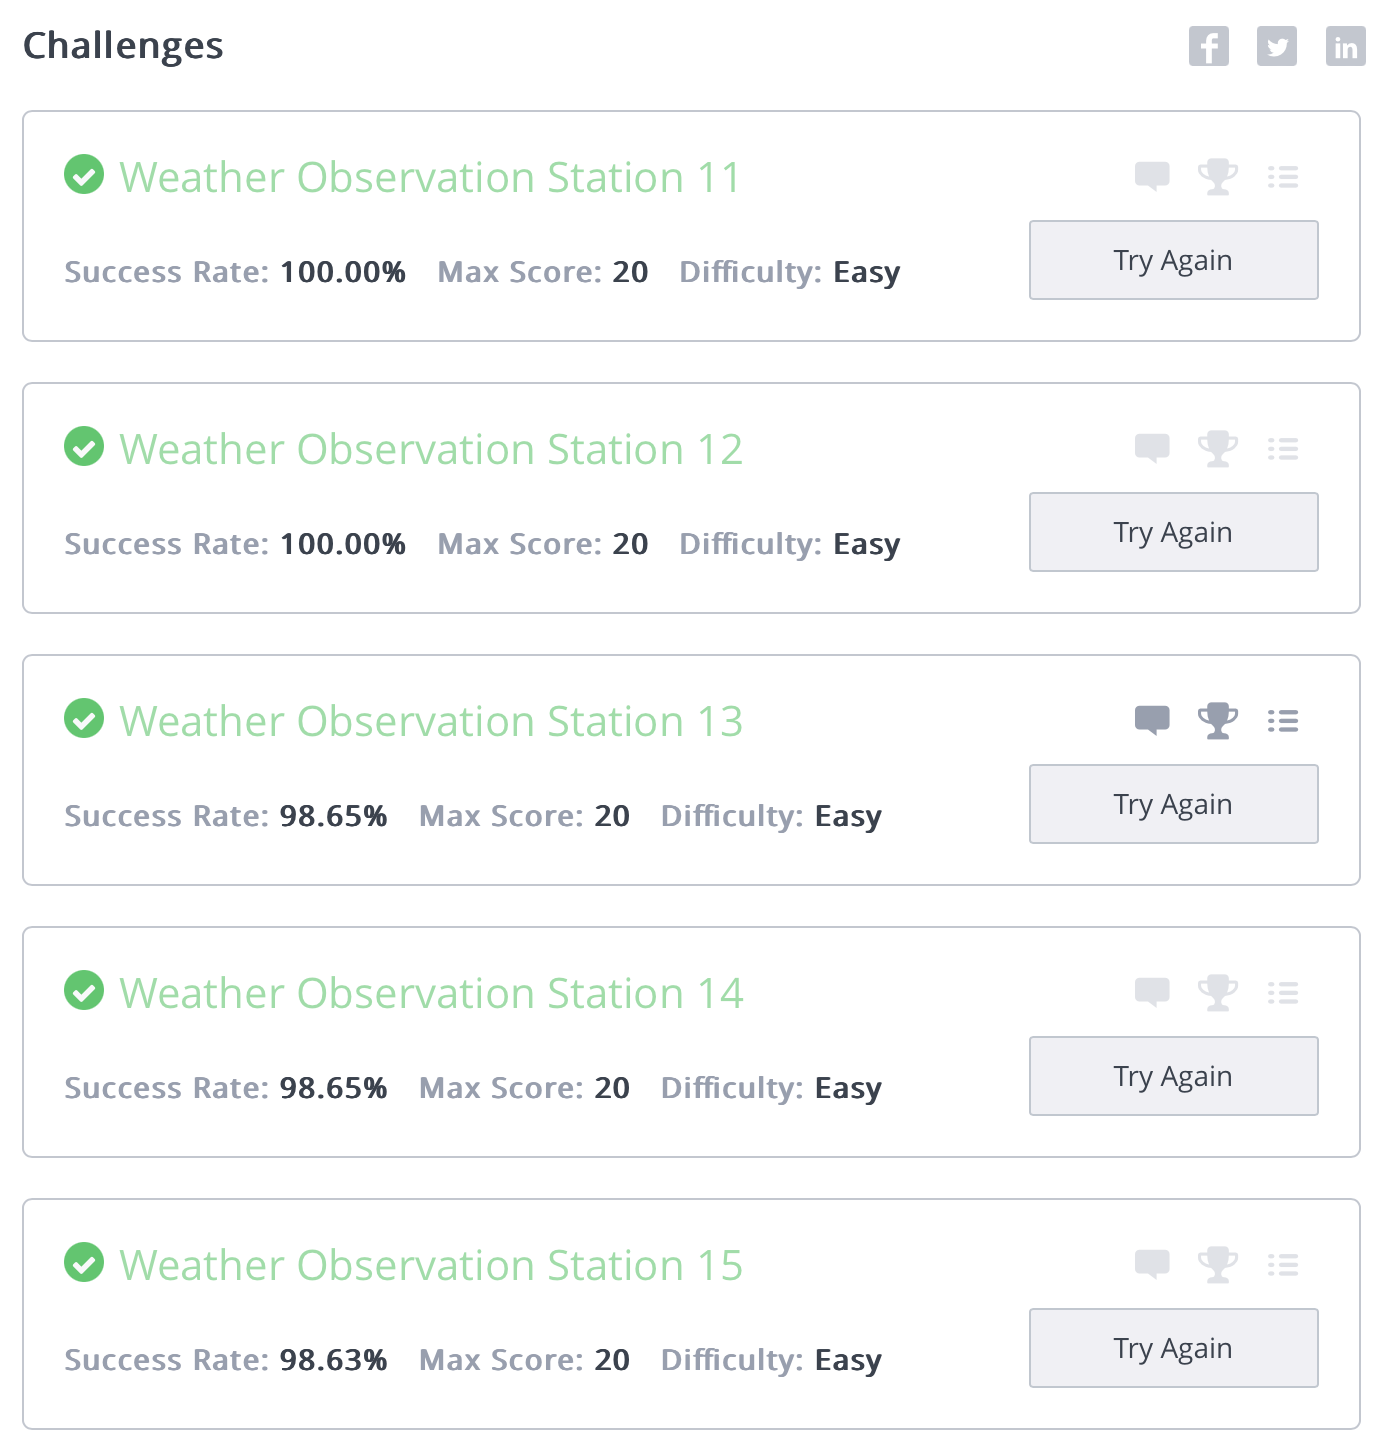 Challenges
Weather Observation Station 11
Success Rate: 100.00% Max Score: 20 Difficulty: Easy
Try Again
Weather Observation Station 12
Success Rate: 100.00% Max Score: 20 Difficulty: Easy
Try Again
Weather Observation Station 13
Success Rate: 98.65% Max Score: 20 Difficulty: Easy
Try Again
Weather Observation Station 14
Success Rate: 98.65% Max Score: 20 Difficulty: Easy
Try Again
Weather Observation Station 15
Success Rate: 98.63% Max Score: 20 Difficulty: Easy
Try Again